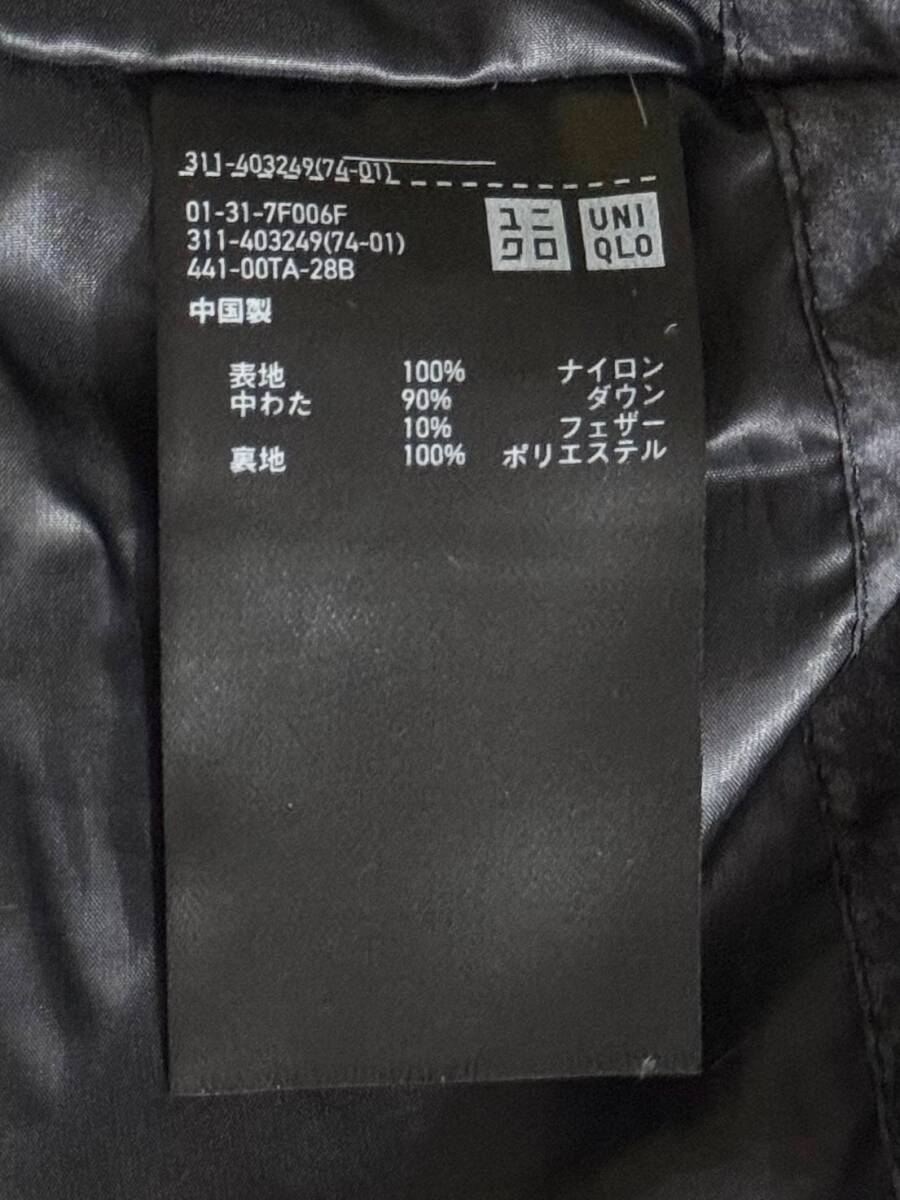 311-403249(74-01)
01-31-7F006F
311-403249(74-01)
441-00TA-28B
ユニ
クロ
UNI
QLO
中国製
表地 100% ナイロン
中わた 90% ダウン
10% フェザー
裏地 100% ポリエステル